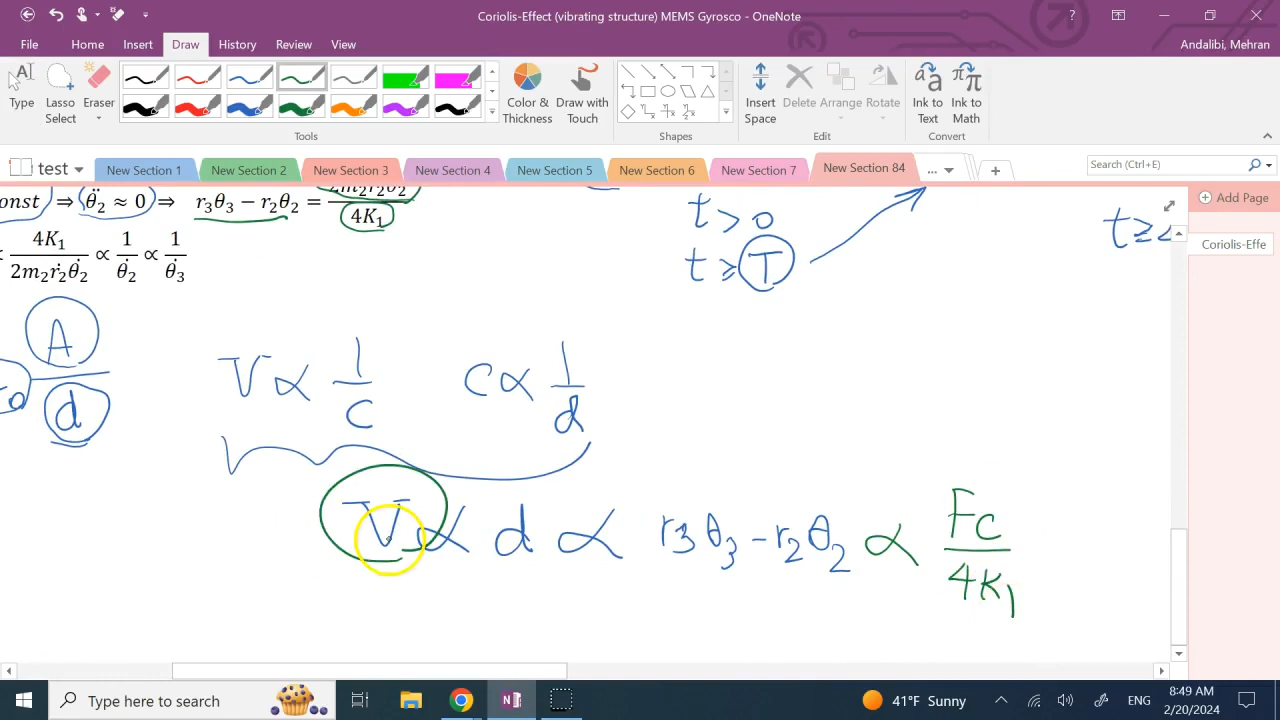 Coriolis-Effect (vibrating structure) MEMS Gyrosco - OneNote
Andalibi, Mehran
File Home Insert Draw History Review View
Type Lasso Select Eraser Color & Thickness Draw with Touch Insert Space Delete Arrange Rotate Ink to Text Ink to Math
Tools Shapes Edit Convert
test New Section 1 New Section 2 New Section 3 New Section 4 New Section 5 New Section 6 New Section 7 New Section 84 ... Search (Ctrl+E)
Add Page
Coriolis-Effe
onst ⇒ θ̈₂ ≈ 0 ⇒ r₃θ₃ − r₂θ₂ = 2m₂ṙ₂θ̇₂ / 4K₁
∝ 4K₁ / 2m₂ṙ₂θ̇₂ ∝ 1/θ̇₂ ∝ 1/θ̇₃
t > 0
t ≥ T
A / d
V ∝ 1/C C ∝ 1/d
V ∝ d ∝ r3θ3 − r2θ2 ∝ Fc / 4K1
Type here to search
41°F Sunny
ENG
8:49 AM
2/20/2024